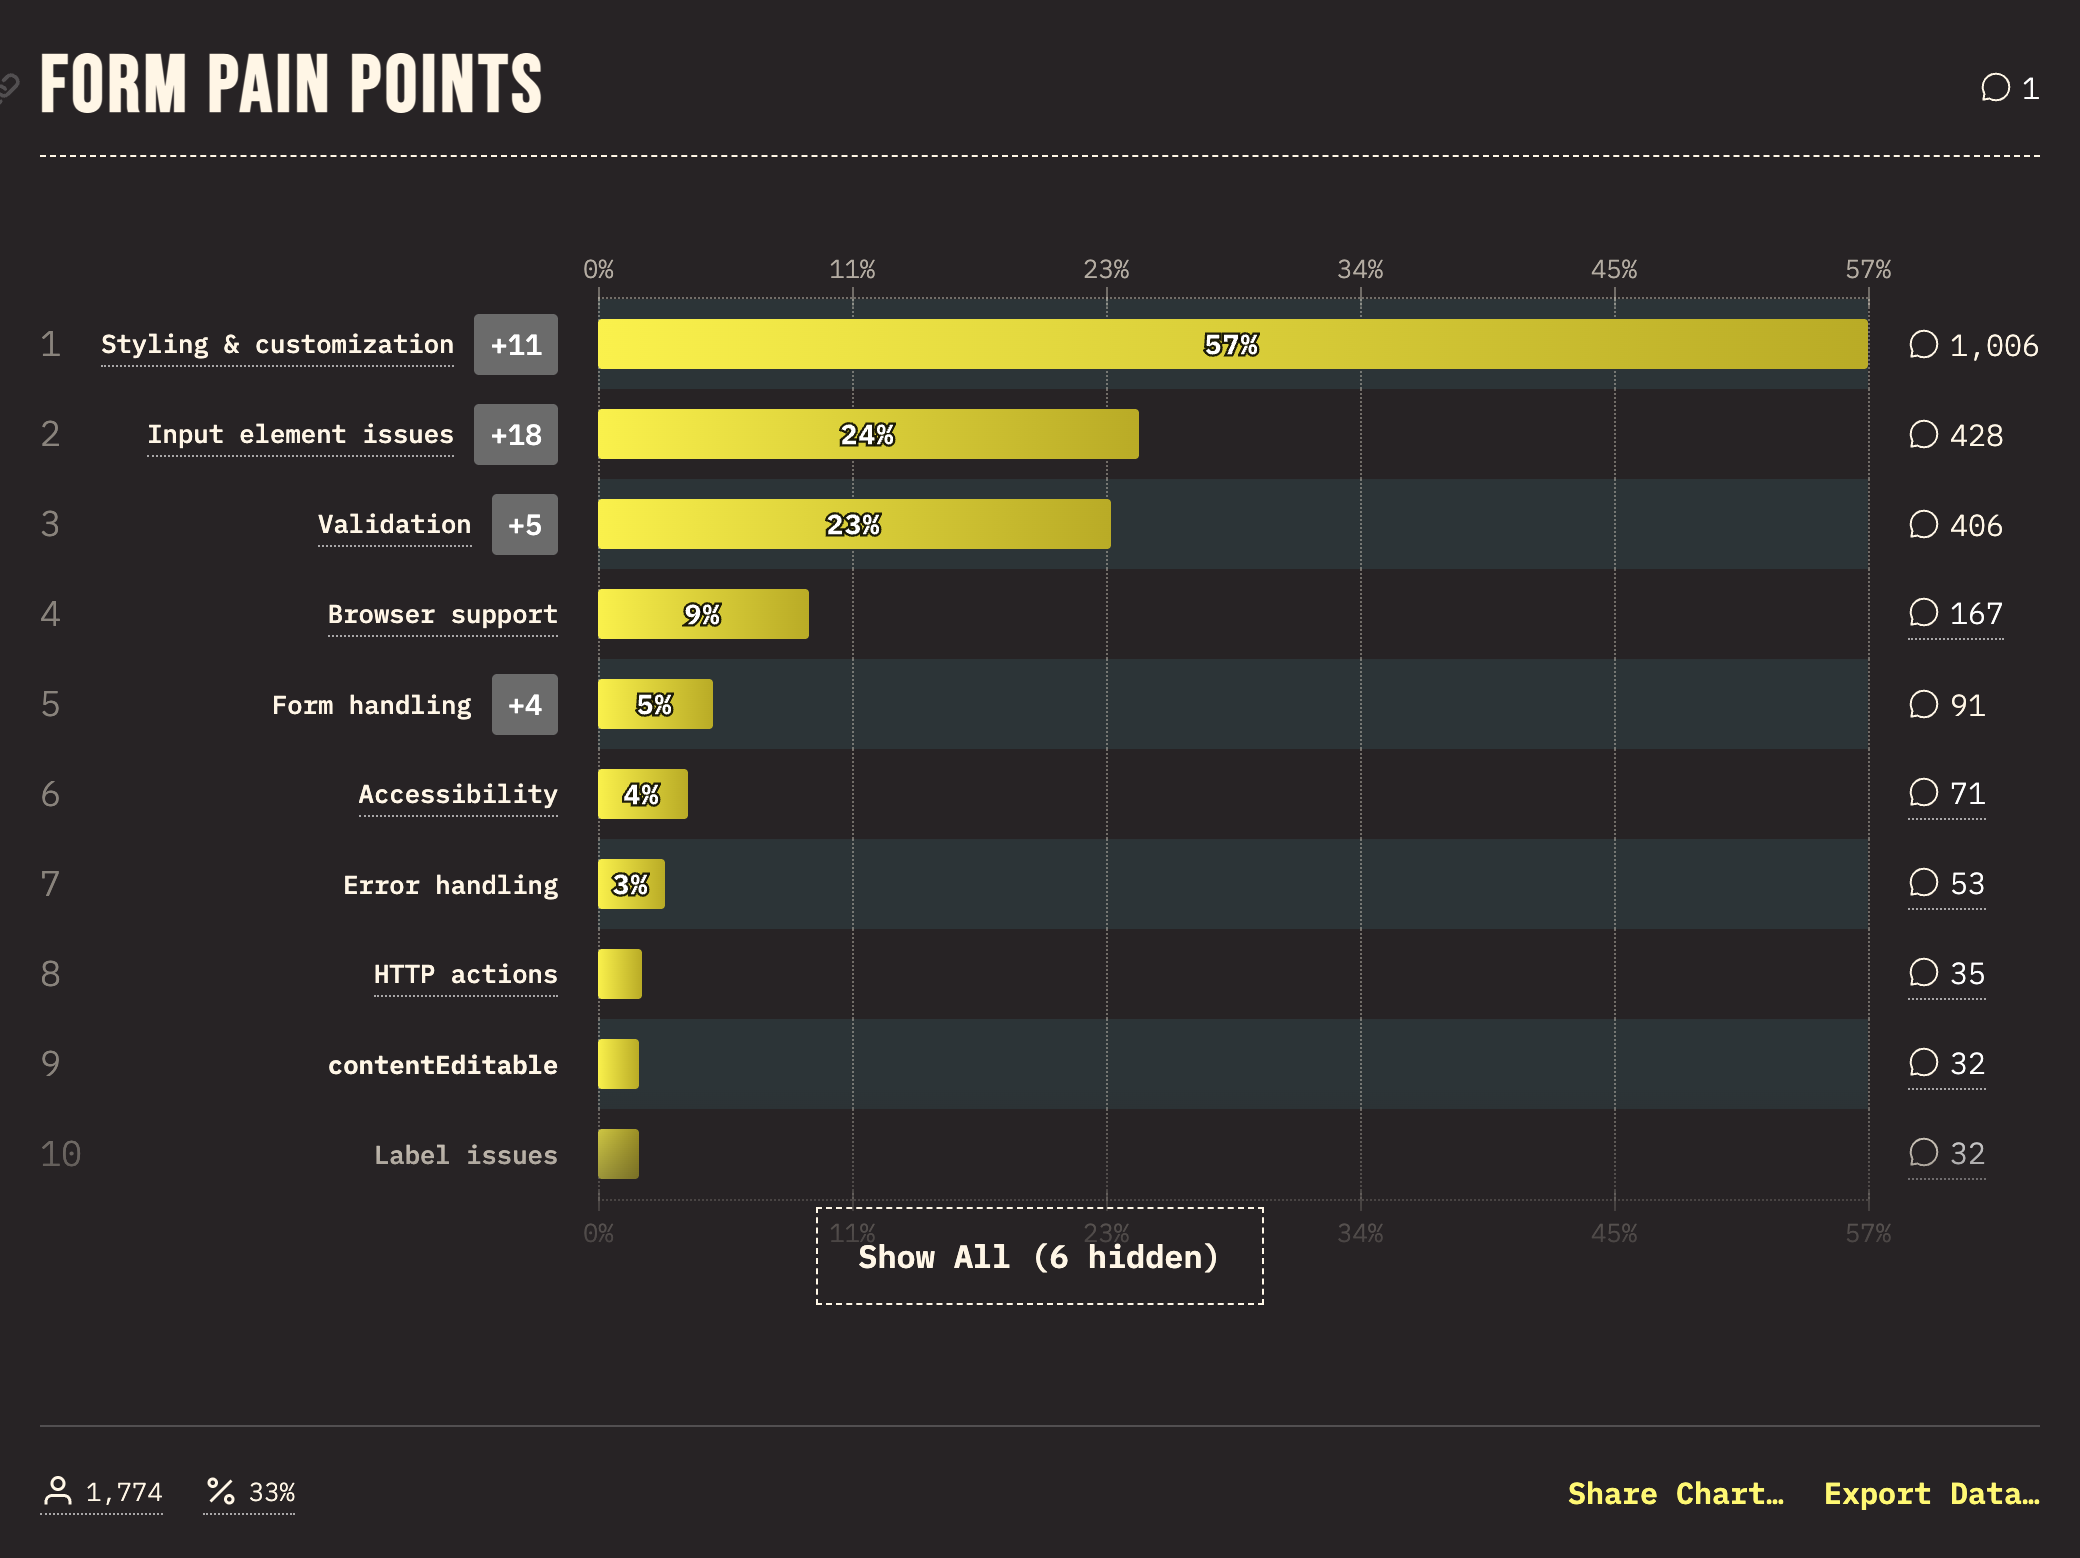 FORM PAIN POINTS
1
0% 11% 23% 34% 45% 57%
1 Styling & customization +11 57% 1,006
2 Input element issues +18 24% 428
3 Validation +5 23% 406
4 Browser support 9% 167
5 Form handling +4 5% 91
6 Accessibility 4% 71
7 Error handling 3% 53
8 HTTP actions 35
9 contentEditable 32
10 Label issues 32
0% 11% 23% 34% 45% 57%
Show All (6 hidden)
1,774 33% Share Chart… Export Data…